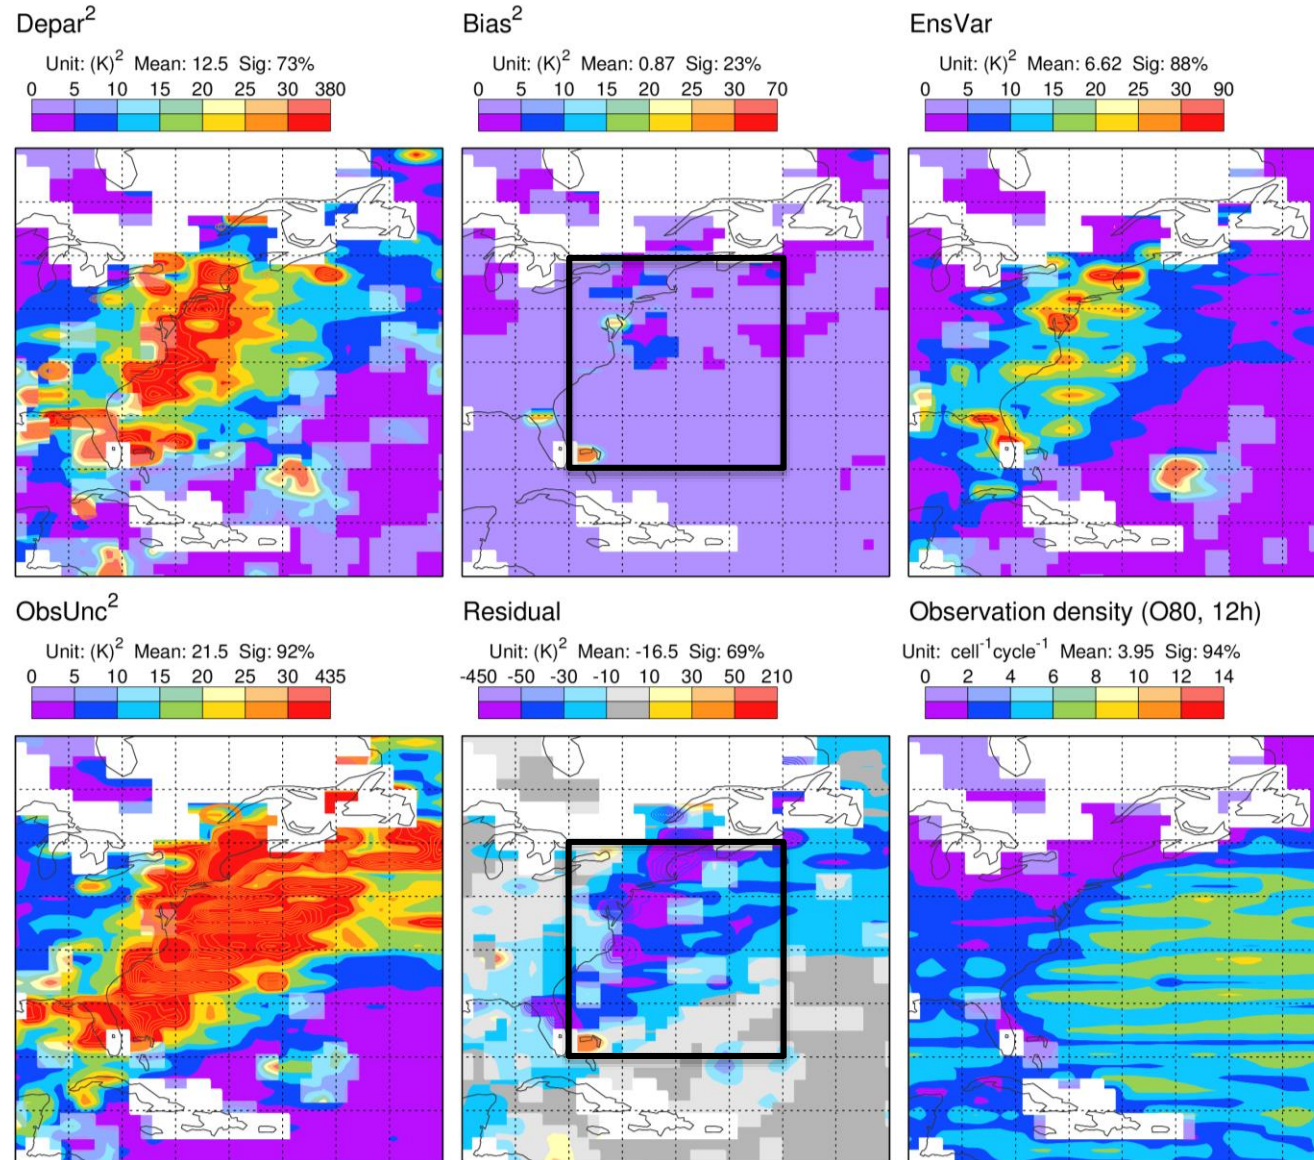 Depar²
Unit: (K)² Mean: 12.5 Sig: 73%
0 5 10 15 20 25 30 380
Bias²
Unit: (K)² Mean: 0.87 Sig: 23%
0 5 10 15 20 25 30 70
EnsVar
Unit: (K)² Mean: 6.62 Sig: 88%
0 5 10 15 20 25 30 90
ObsUnc²
Unit: (K)² Mean: 21.5 Sig: 92%
0 5 10 15 20 25 30 435
Residual
Unit: (K)² Mean: -16.5 Sig: 69%
-450 -50 -30 -10 10 30 50 210
Observation density (O80, 12h)
Unit: cell⁻¹cycle⁻¹ Mean: 3.95 Sig: 94%
0 2 4 6 8 10 12 14